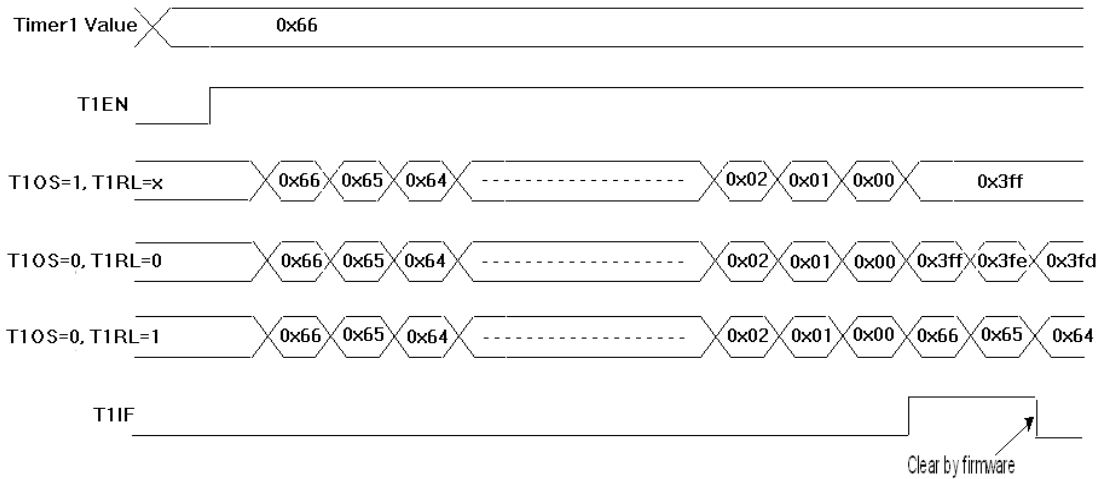 Timer1 Value 0x66
T1EN
T1OS=1, T1RL=x 0x66 0x65 0x64 0x02 0x01 0x00 0x3ff
T1OS=0, T1RL=0 0x66 0x65 0x64 0x02 0x01 0x00 0x3ff 0x3fe 0x3fd
T1OS=0, T1RL=1 0x66 0x65 0x64 0x02 0x01 0x00 0x66 0x65 0x64
T1IF
Clear by firmware